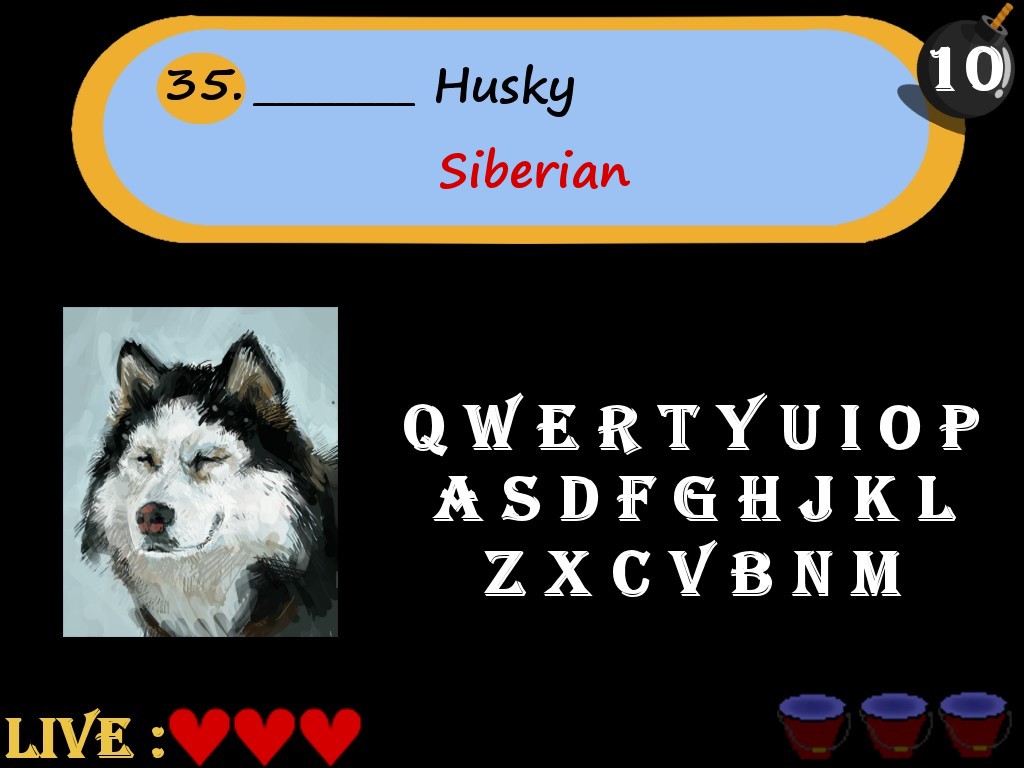 35. ______ Husky
10
Siberian
Q W E R T Y U I O P
A S D F G H J K L
Z X C V B N M
LIVE :